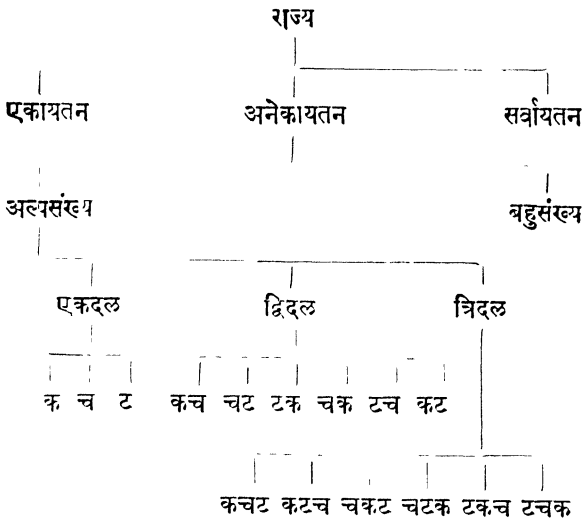 राज्य
एकायतन अनेकायतन सर्वायतन
अल्पसंख्य बहुसंख्य
एकदल द्विदल त्रिदल
क च ट कच चट टक चक टच कट
कचट कटच चकट चटक टकच टचक